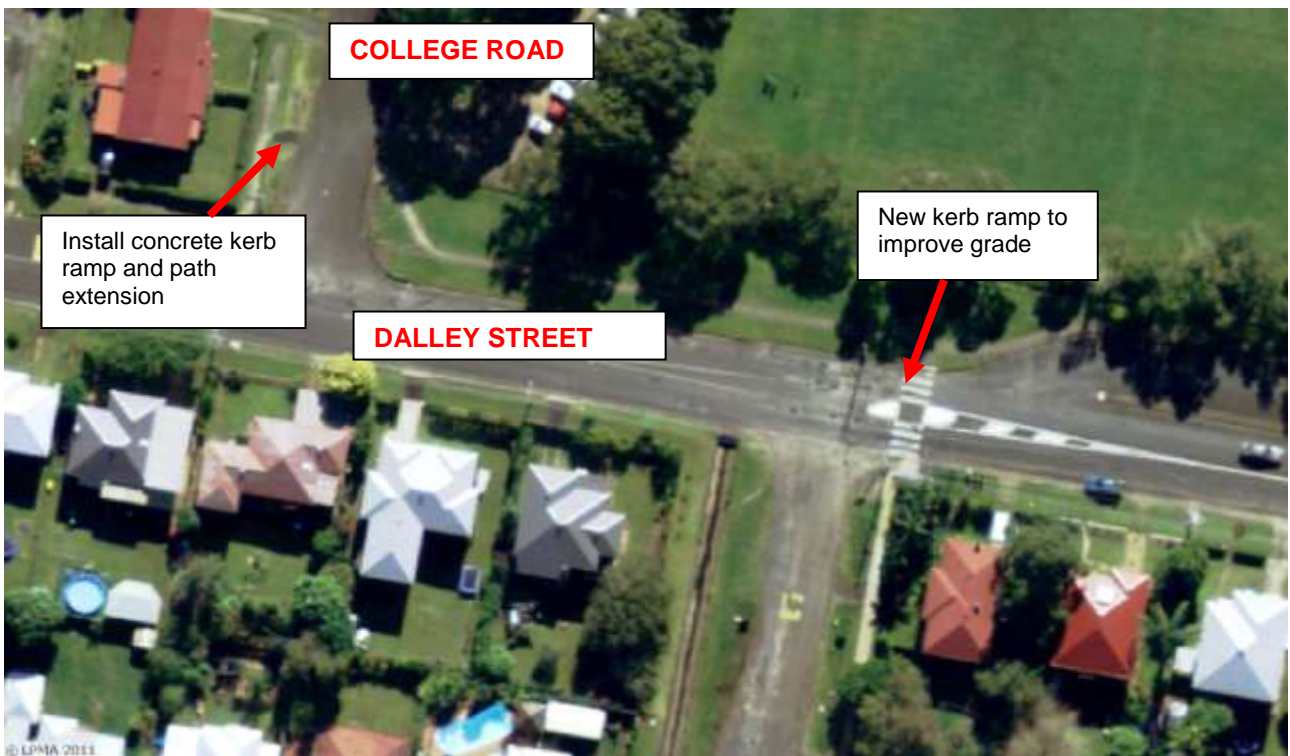 COLLEGE ROAD
Install concrete kerb
ramp and path
extension
New kerb ramp to
improve grade
DALLEY STREET
© LPMA 2011